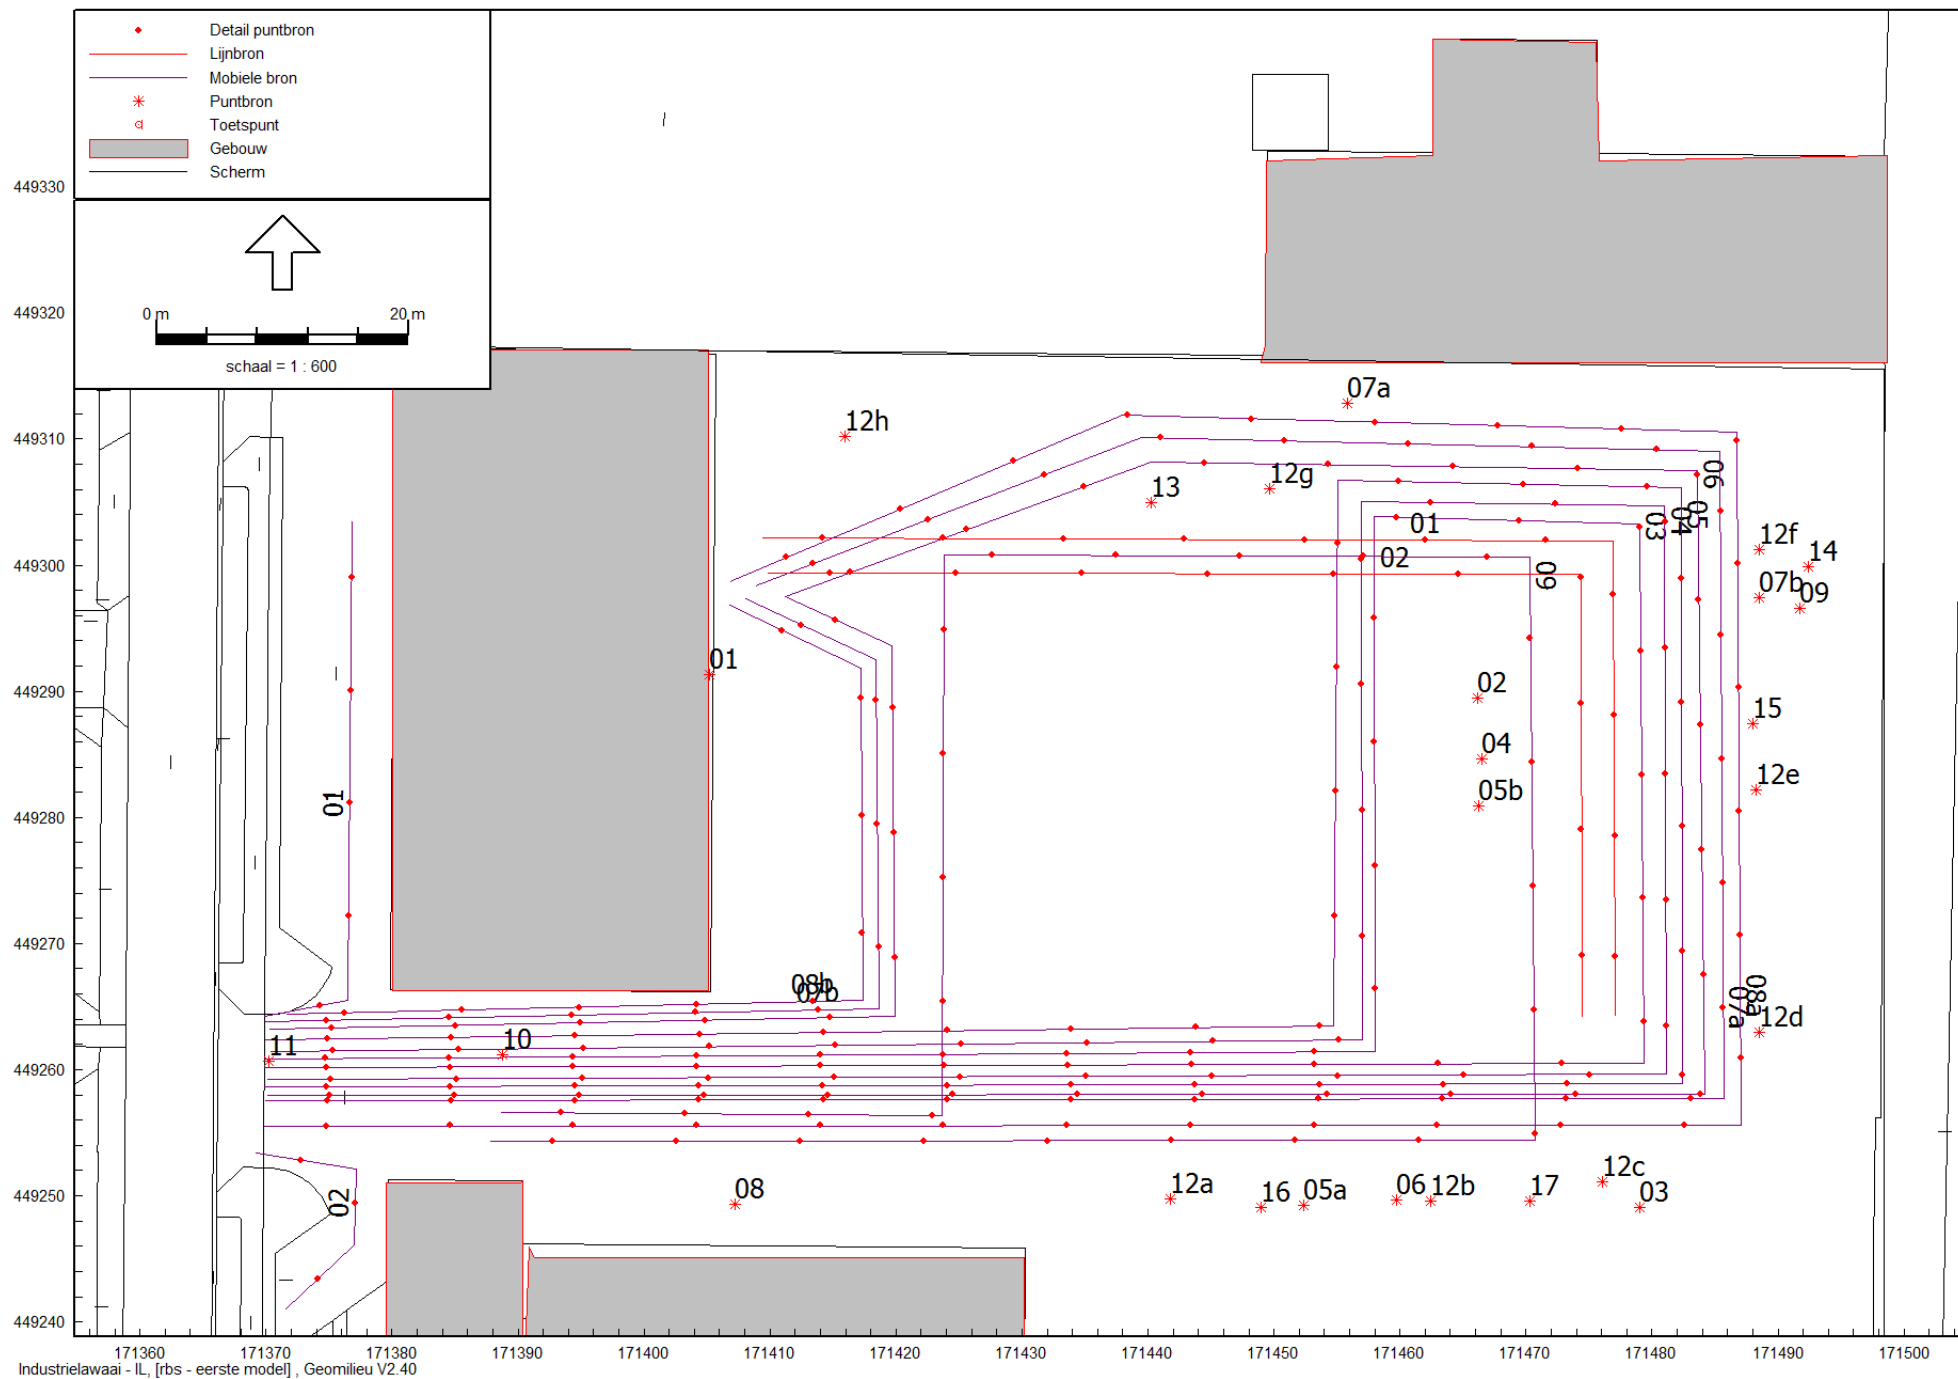 Detail puntbron
Lijnbron
Mobiele bron
Puntbron
Toetspunt
Gebouw
Scherm
0 m 20 m
schaal = 1 : 600
449330
449320
449310
449300
449290
449280
449270
449260
449250
449240
07a
12h
12g
13
01
02
06
05
04
03
09
12f
14
07b
09
01
02
04
05b
15
12e
01
08b
07b
08a
07a
12d
10
11
02
08
12a
16
05a
06
12b
17
12c
03
171360 171370 171380 171390 171400 171410 171420 171430 171440 171450 171460 171470 171480 171490 171500
Industrielawaai - IL, [rbs - eerste model] , Geomilieu V2.40